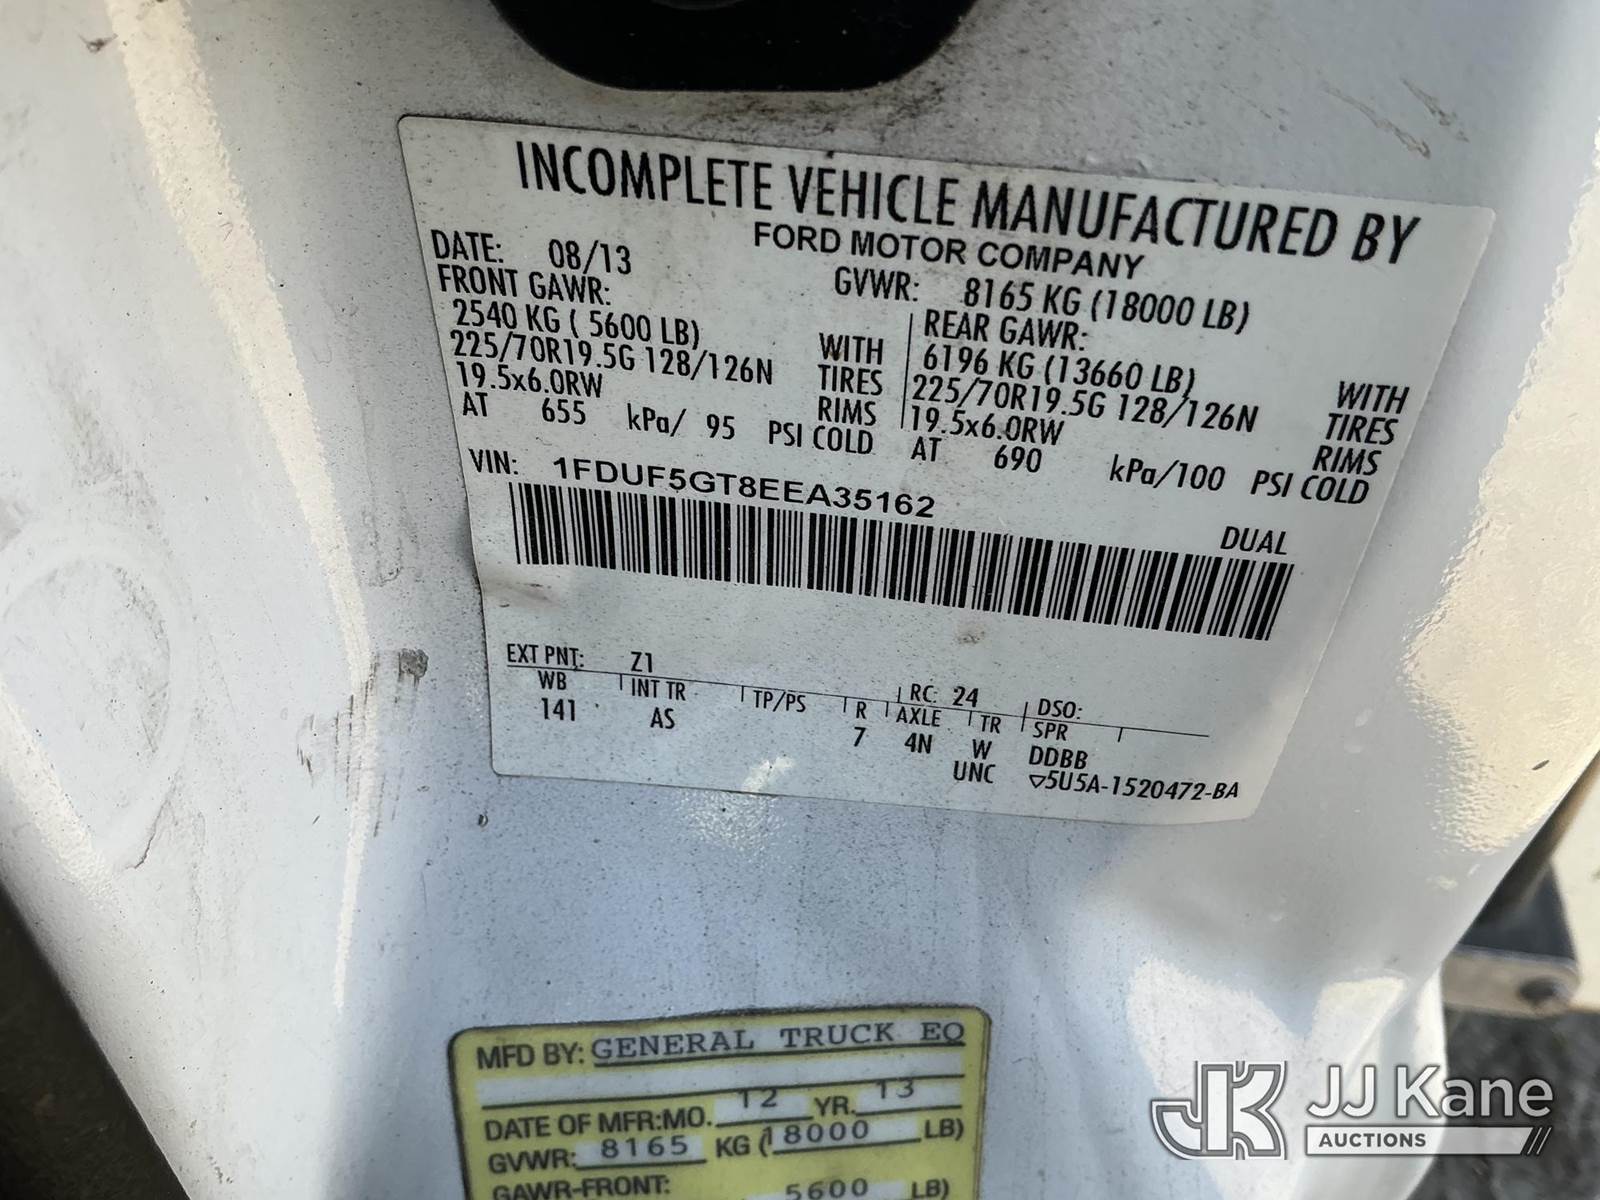 INCOMPLETE VEHICLE MANUFACTURED BY
FORD MOTOR COMPANY
DATE: 08/13 GVWR: 8165 KG (18000 LB)
FRONT GAWR: REAR GAWR:
2540 KG ( 5600 LB) WITH 6196 KG (13660 LB) WITH
225/70R19.5G 128/126N TIRES 225/70R19.5G 128/126N TIRES
19.5x6.0RW RIMS 19.5x6.0RW RIMS
AT 655 kPa/ 95 PSI COLD AT 690 kPa/100 PSI COLD
VIN: 1FDUF5GT8EEA35162
DUAL
EXT PNT: Z1 RC: 24 DSO:
WB INT TR TP/PS R AXLE TR SPR
141 AS 7 4N W DDBB
UNC ▽5U5A-1520472-BA
MFD BY: GENERAL TRUCK EQ
DATE OF MFR:MO. 12 YR. 13
GVWR: 8165 KG (18000 LB)
GAWR-FRONT:
5600 LB)
JK JJ Kane
AUCTIONS